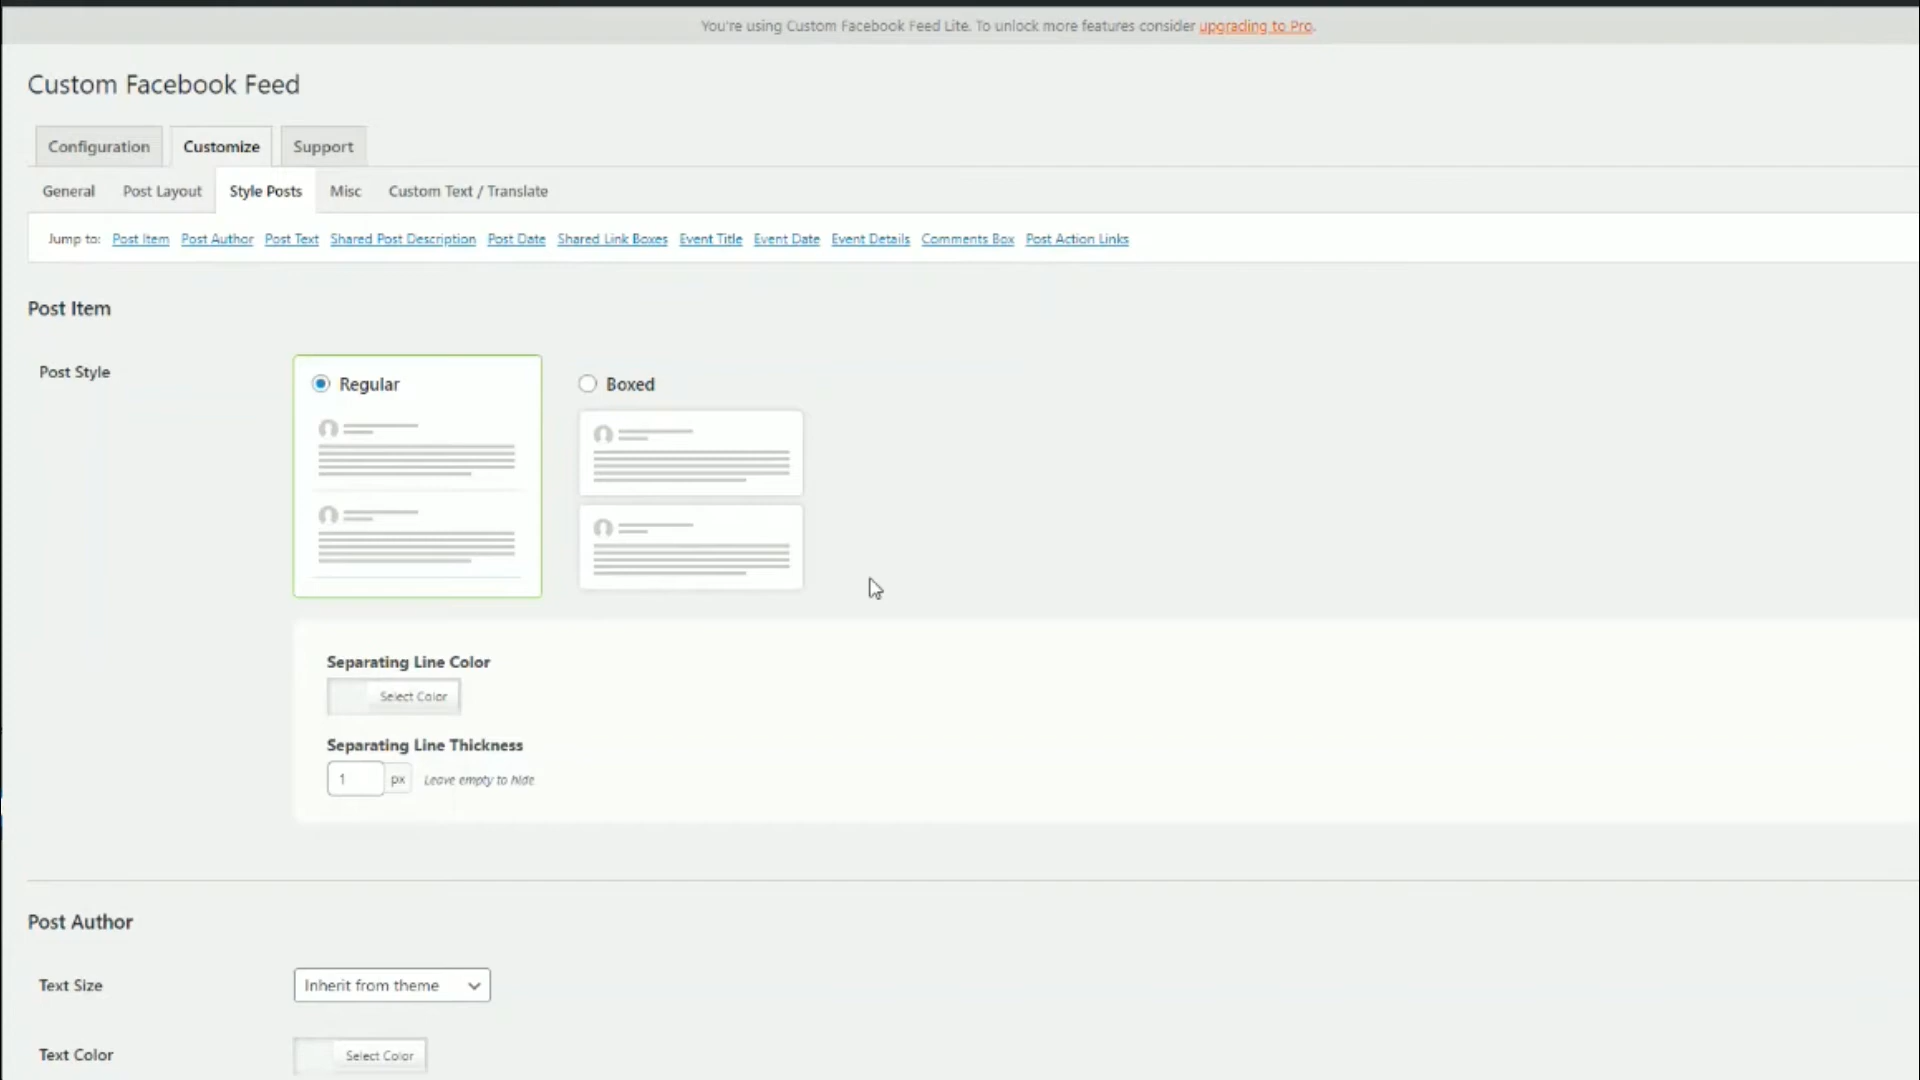 You're using Custom Facebook Feed Lite. To unlock more features consider upgrading to Pro.
Custom Facebook Feed
Configuration Customize Support
General Post Layout Style Posts Misc Custom Text / Translate
Jump to: Post Item Post Author Post Text Shared Post Description Post Date Shared Link Boxes Event Title Event Date Event Details Comments Box Post Action Links
Post Item
Post Style
Regular
Boxed
Separating Line Color
Select Color
Separating Line Thickness
1 px Leave empty to hide
Post Author
Text Size
Inherit from theme
Text Color
Select Color